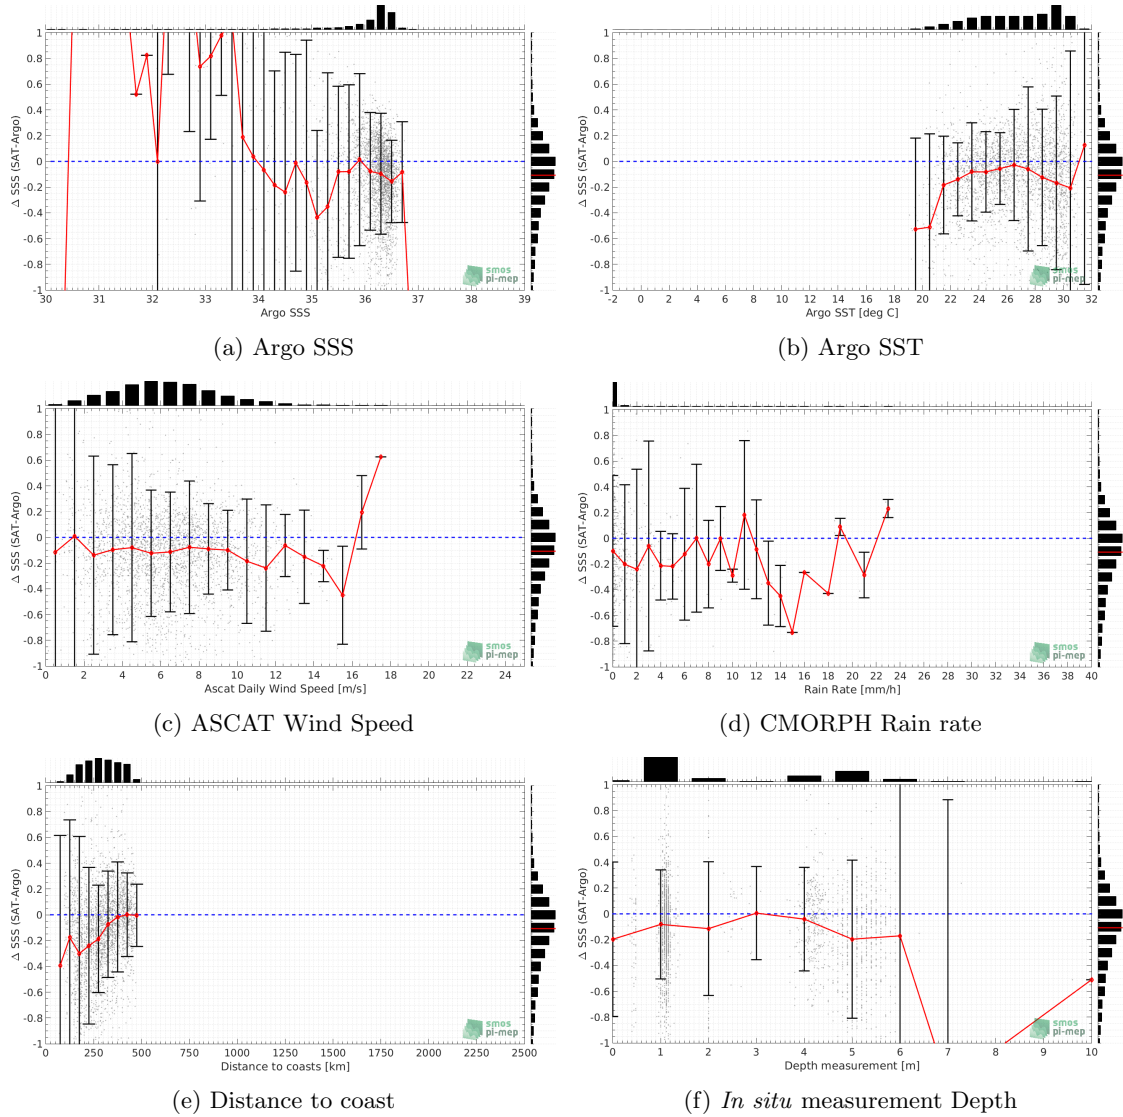 1
0.8
0.6
0.4
0.2
0
-0.2
-0.4
-0.6
-0.8
-1
Δ SSS (SAT-Argo)
30 31 32 33 34 35 36 37 38 39
Argo SSS
smos
pi-mep
(a) Argo SSS
1
0.8
0.6
0.4
0.2
0
-0.2
-0.4
-0.6
-0.8
-1
Δ SSS (SAT-Argo)
-2 0 2 4 6 8 10 12 14 16 18 20 22 24 26 28 30 32
Argo SST [deg C]
smos
pi-mep
(b) Argo SST
1
0.8
0.6
0.4
0.2
0
-0.2
-0.4
-0.6
-0.8
-1
Δ SSS (SAT-Argo)
0 2 4 6 8 10 12 14 16 18 20 22 24
Ascat Daily Wind Speed [m/s]
smos
pi-mep
(c) ASCAT Wind Speed
1
0.8
0.6
0.4
0.2
0
-0.2
-0.4
-0.6
-0.8
-1
Δ SSS (SAT-Argo)
0 2 4 6 8 10 12 14 16 18 20 22 24 26 28 30 32 34 36 38 40
Rain Rate [mm/h]
smos
pi-mep
(d) CMORPH Rain rate
1
0.8
0.6
0.4
0.2
0
-0.2
-0.4
-0.6
-0.8
-1
Δ SSS (SAT-Argo)
0 250 500 750 1000 1250 1500 1750 2000 2250 2500
Distance to coasts [km]
smos
pi-mep
(e) Distance to coast
1
0.8
0.6
0.4
0.2
0
-0.2
-0.4
-0.6
-0.8
-1
Δ SSS (SAT-Argo)
0 1 2 3 4 5 6 7 8 9 10
Depth measurement [m]
smos
pi-mep
(f) In situ measurement Depth